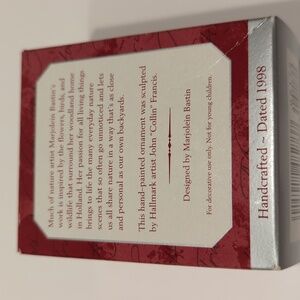 Much of nature artist Marjolein Bastin's
work is inspired by the flowers, birds, and
wildlife that surround her woodland home
in Holland. Her passion for all living things
brings to life the many everyday nature
scenes that so often go unnoticed and lets
us all share nature in a way that's as close
and personal as our own backyards.
This hand-painted ornament was sculpted
by Hallmark artist John "Collin" Francis.
Designed by Marjolein Bastin
For decorative use only. Not for young children.
Handcrafted ~ Dated 1998